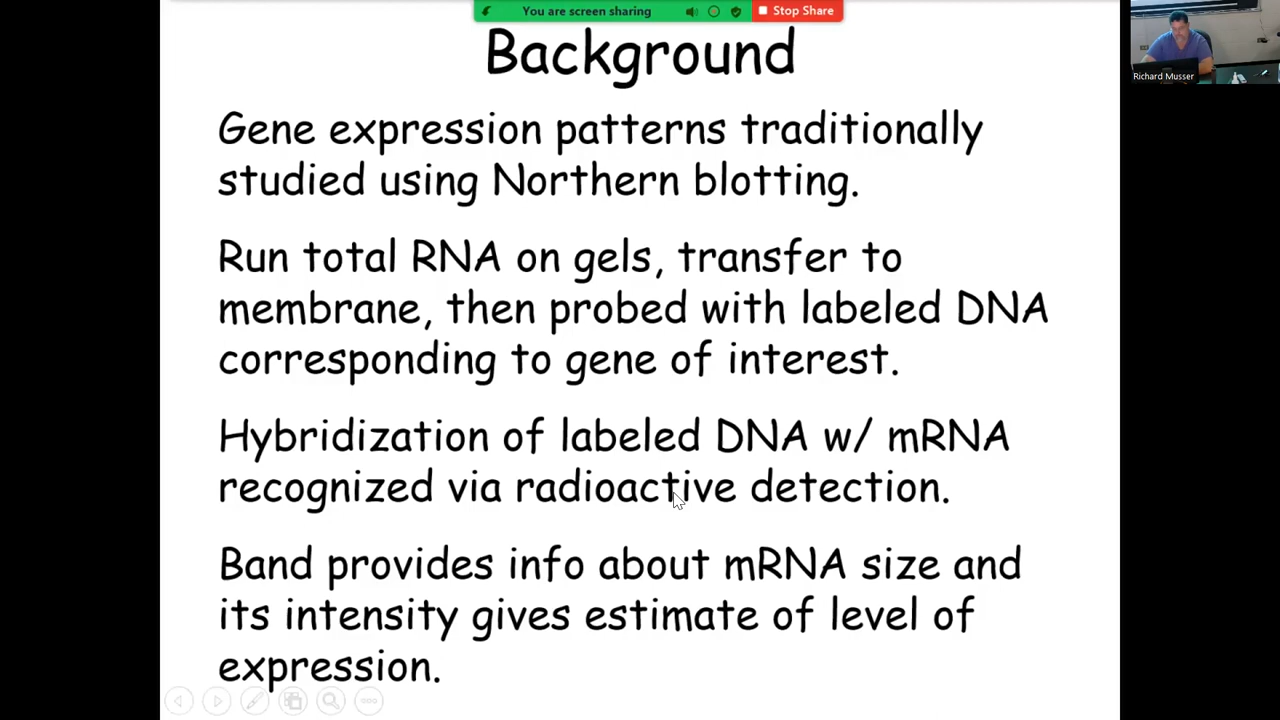 You are screen sharing
Stop Share
Background
Richard Musser
Gene expression patterns traditionally
studied using Northern blotting.
Run total RNA on gels, transfer to
membrane, then probed with labeled DNA
corresponding to gene of interest.
Hybridization of labeled DNA w/ mRNA
recognized via radioactive detection.
Band provides info about mRNA size and
its intensity gives estimate of level of
expression.